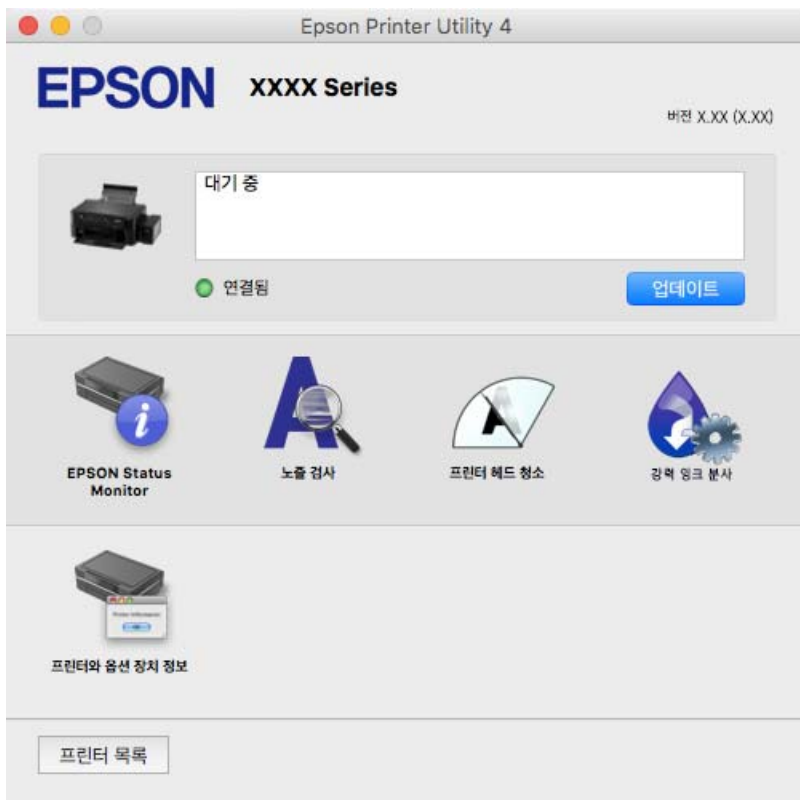 Epson Printer Utility 4
EPSON
XXXX Series
버전 X.XX (X.XX)
대기 중
연결됨
업데이트
EPSON Status
Monitor
노즐 검사
프린터 헤드 청소
강력 잉크 분사
프린터와 옵션 장치 정보
프린터 목록